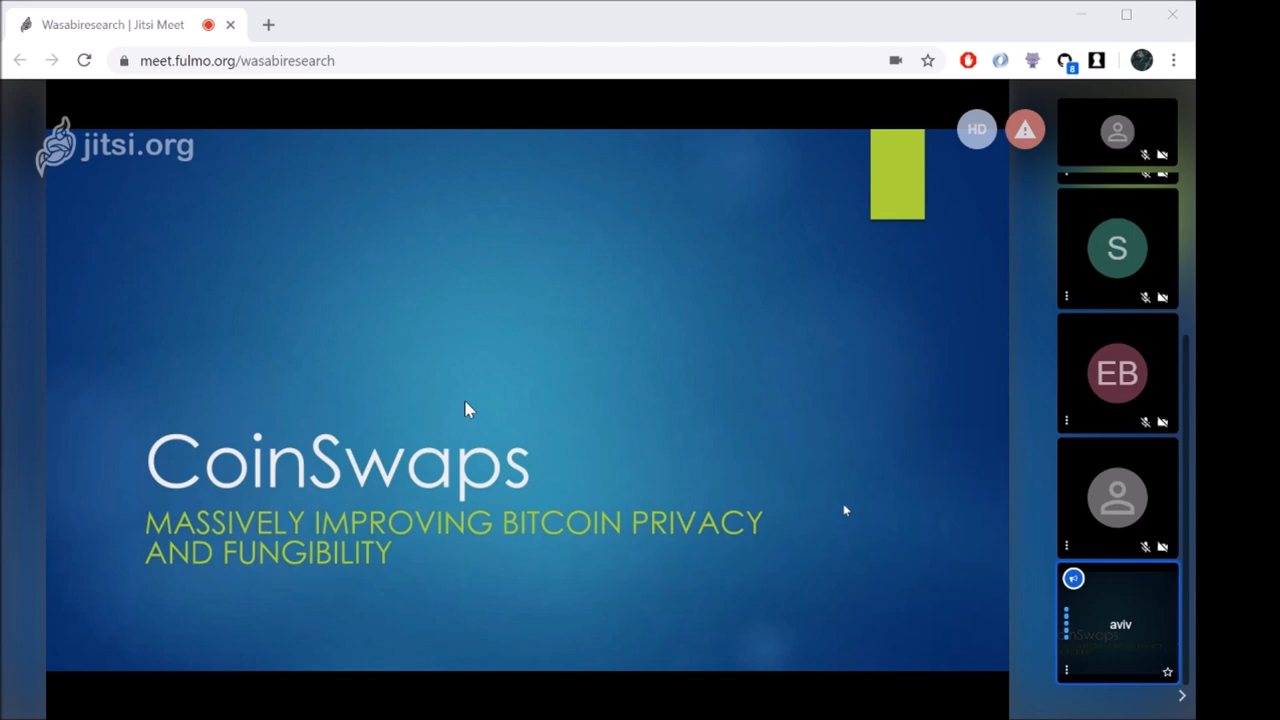 Wasabiresearch | Jitsi Meet
meet.fulmo.org/wasabiresearch
8
jitsi.org
HD
CoinSwaps
MASSIVELY IMPROVING BITCOIN PRIVACY
AND FUNGIBILITY
S
EB
aviv